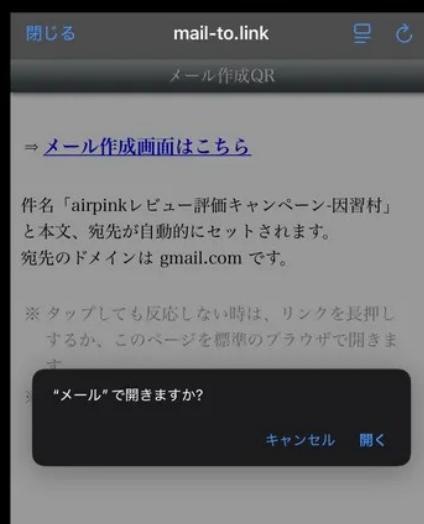 閉じる
mail-to.link
メール作成QR
⇒ メール作成画面はこちら
件名「airpinkレビュー評価キャンペーン-因習村」
と本文、宛先が自動的にセットされます。
宛先のドメインは gmail.com です。
※ タップしても反応しない時は、リンクを長押し
するか、このページを標準のブラウザで開きま
す
※
“メール”で開きますか?
キャンセル
開く